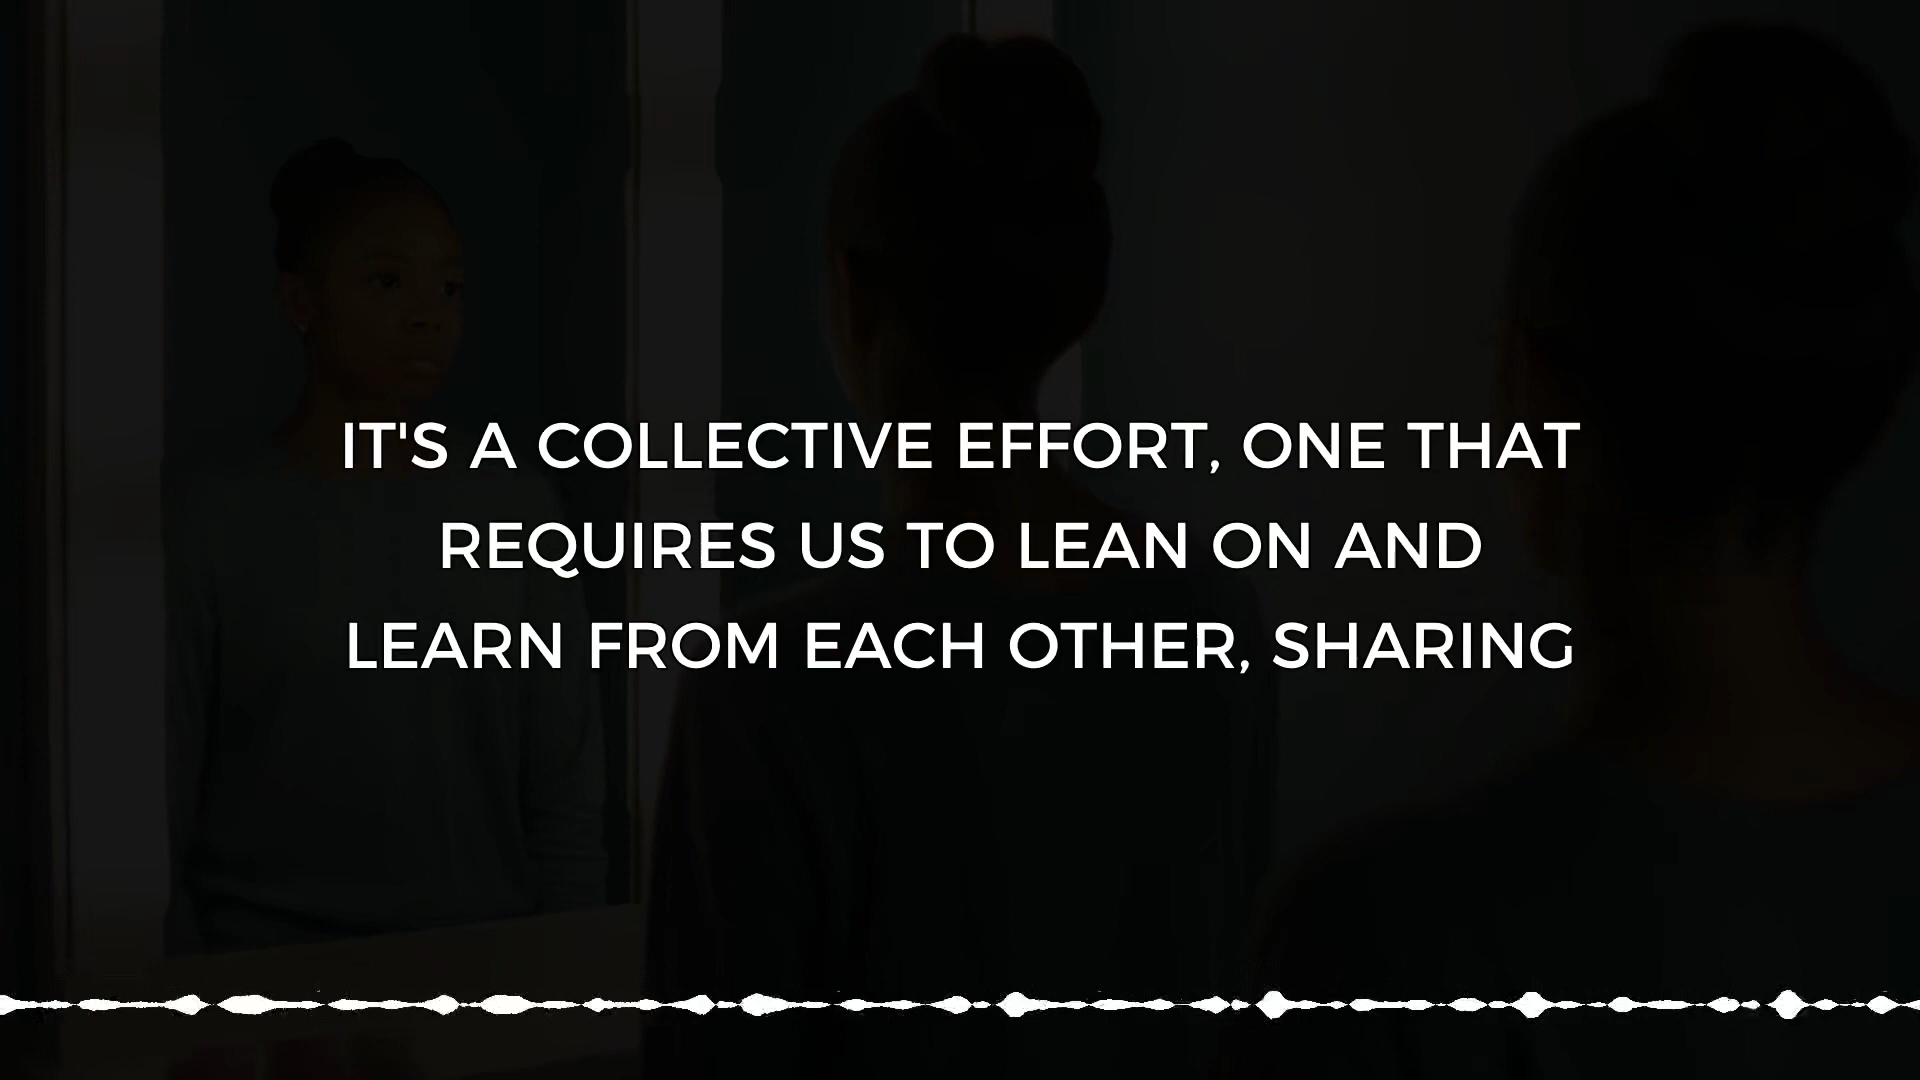 IT'S A COLLECTIVE EFFORT, ONE THAT
REQUIRES US TO LEAN ON AND
LEARN FROM EACH OTHER, SHARING